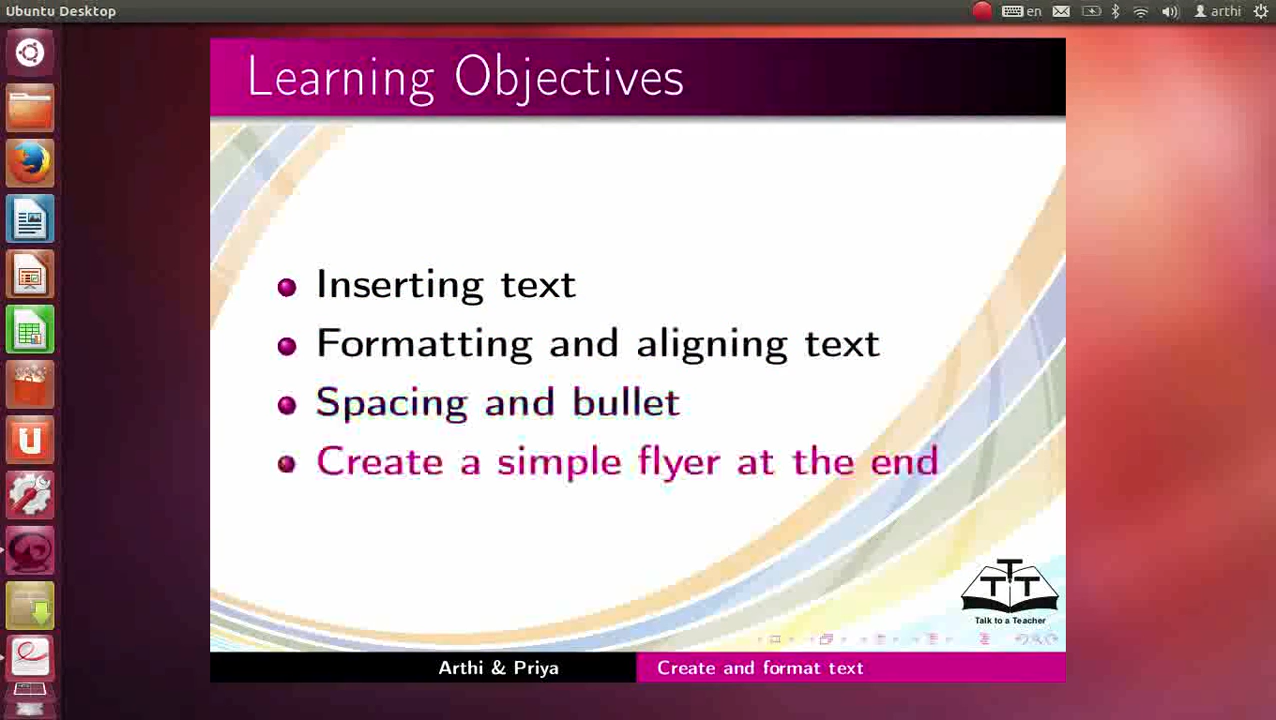 Ubuntu Desktop
en
arthi
Learning Objectives
Inserting text
Formatting and aligning text
Spacing and bullet
Create a simple flyer at the end
TTT
Talk to a Teacher
Arthi & Priya
Create and format text